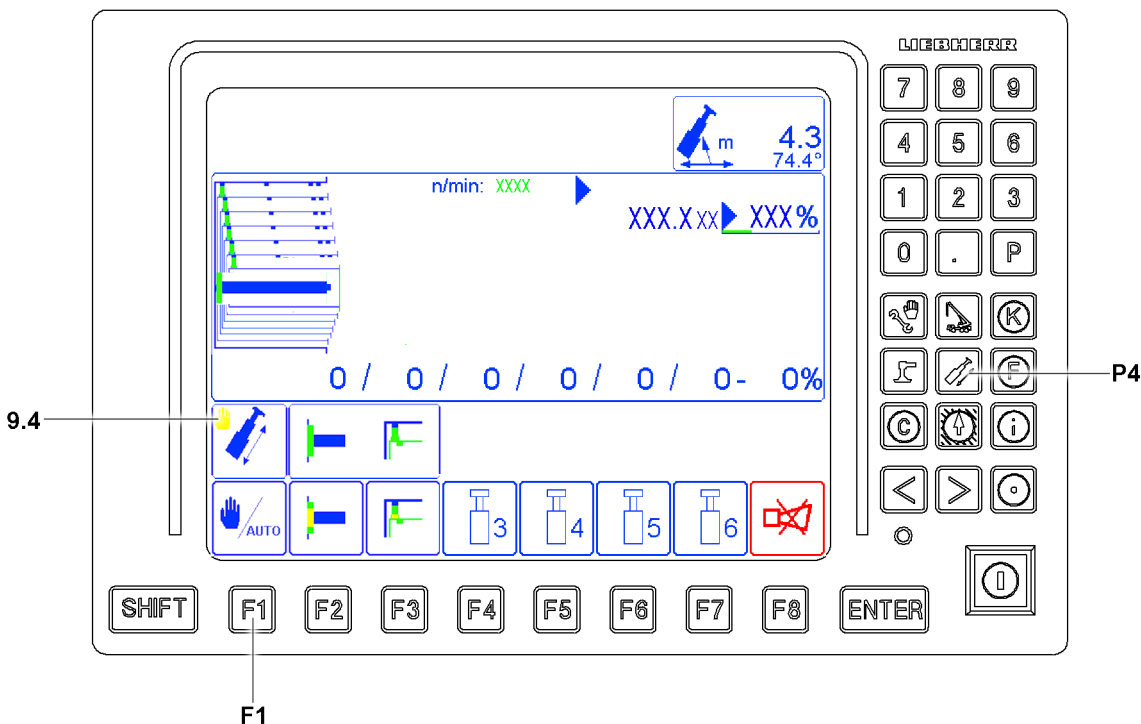 LIEBHERR
7 8 9
m 4.3
74.4°
4 5 6
n/min: XXXX
XXX.X XX XXX%
1 2 3
0 . P
K
0 / 0 / 0 / 0 / 0 / 0 - 0%
F
P4
9.4
C i
AUTO 3 4 5 6
< >
SHIFT F1 F2 F3 F4 F5 F6 F7 F8 ENTER
F1